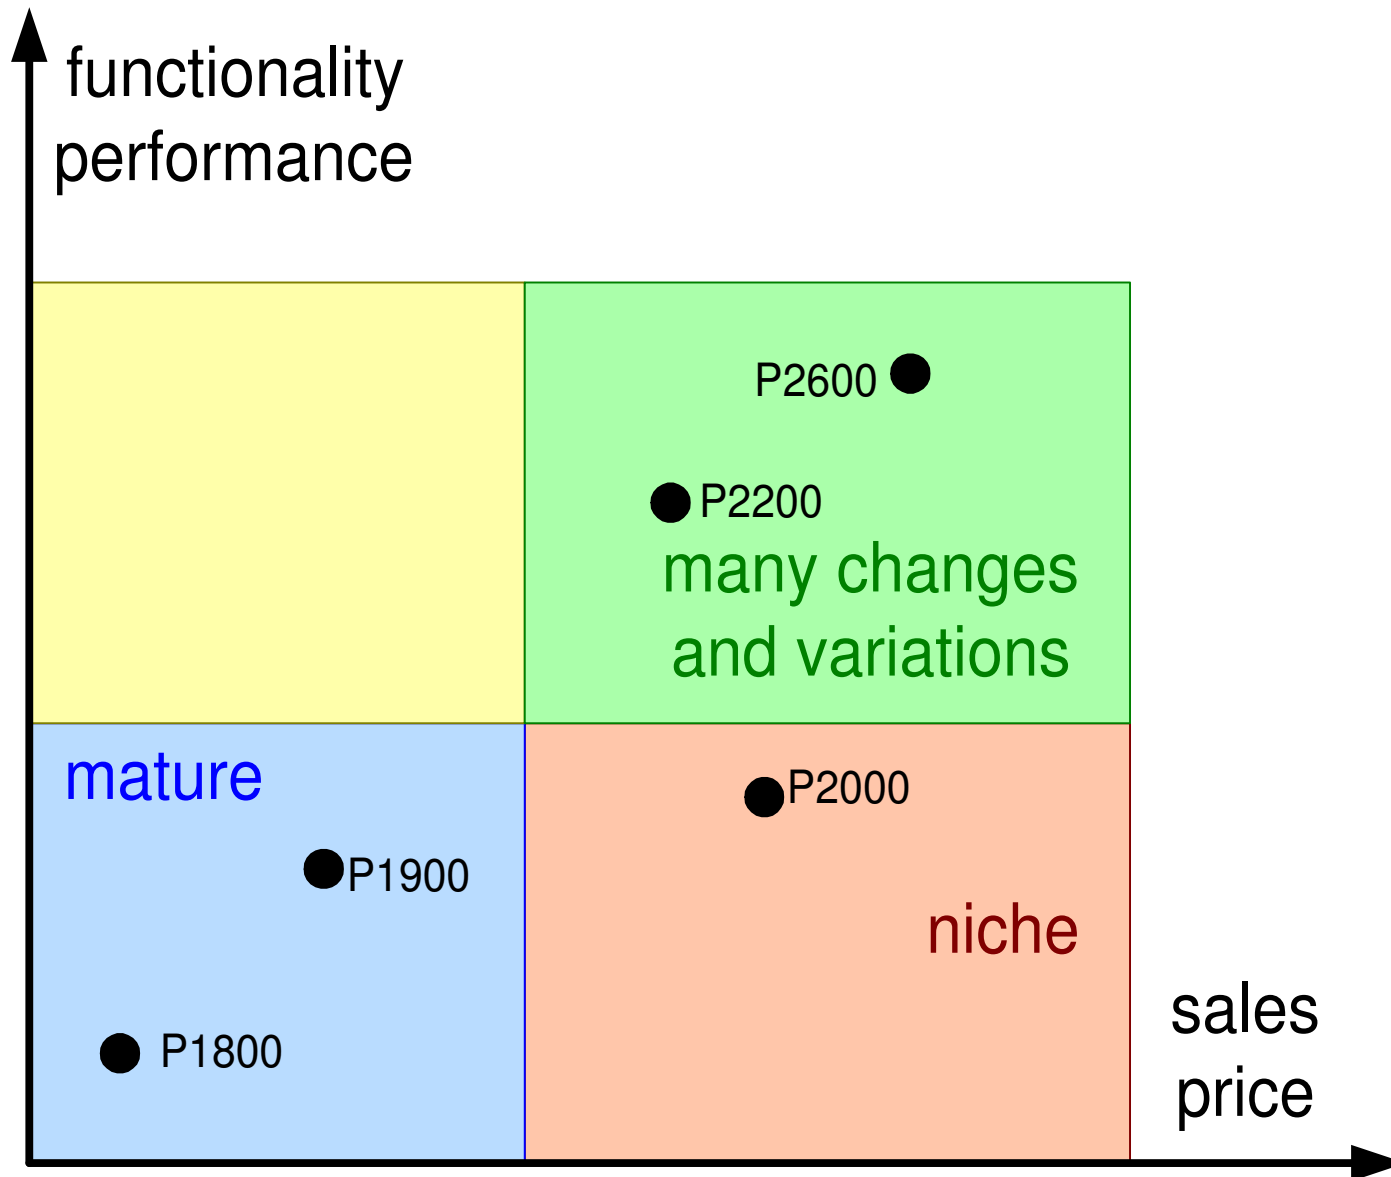 functionality
performance
P2600
P2200
many changes
and variations
mature
P2000
P1900
niche
sales
price
P1800